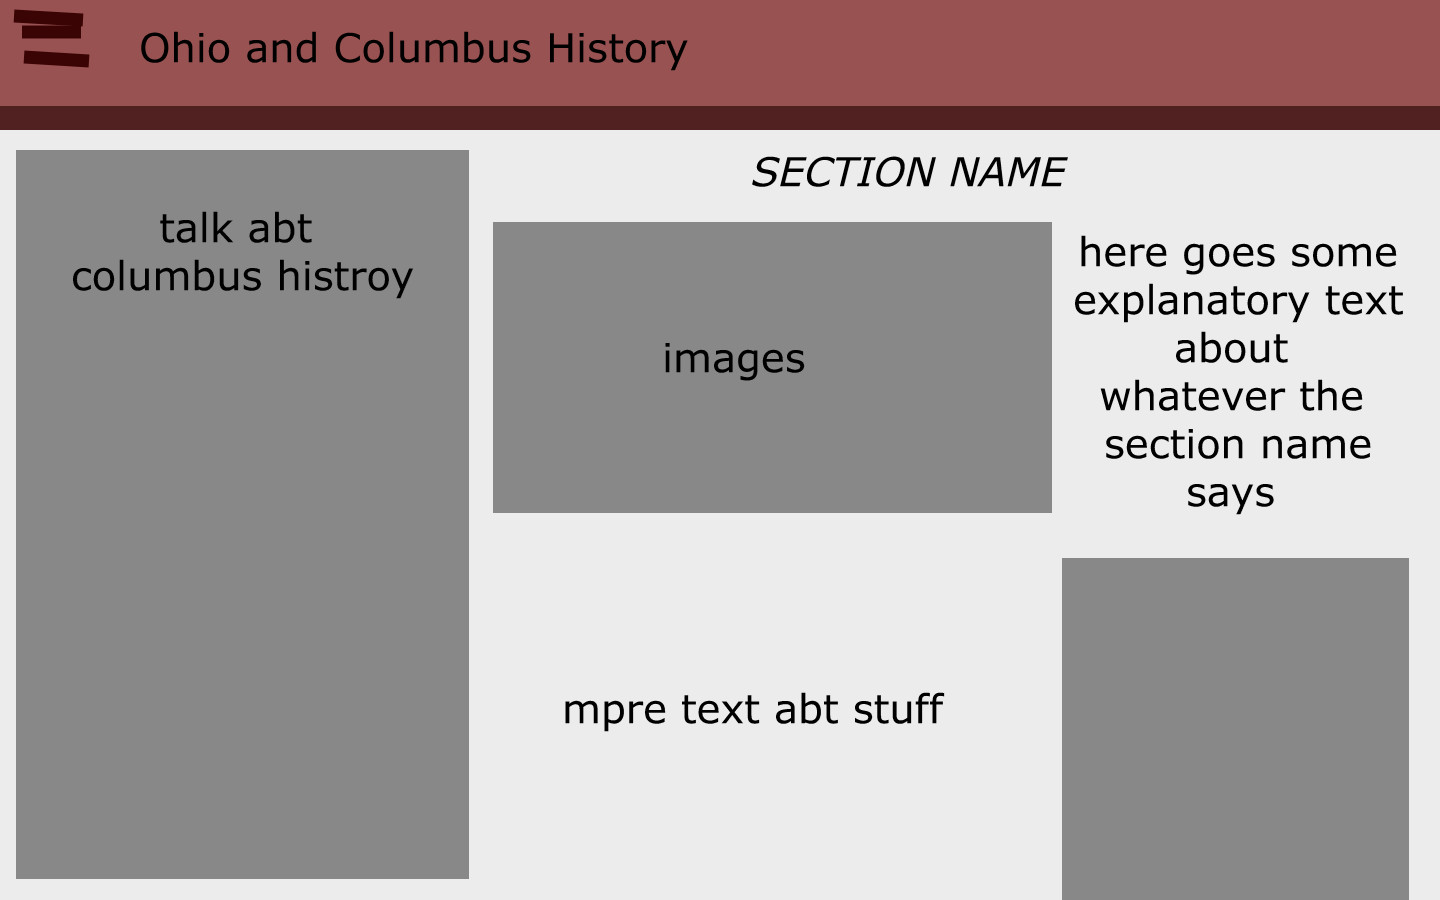 Ohio and Columbus History
talk abt
columbus histroy
SECTION NAME
images
here goes some
explanatory text
about
whatever the
section name
says
mpre text abt stuff